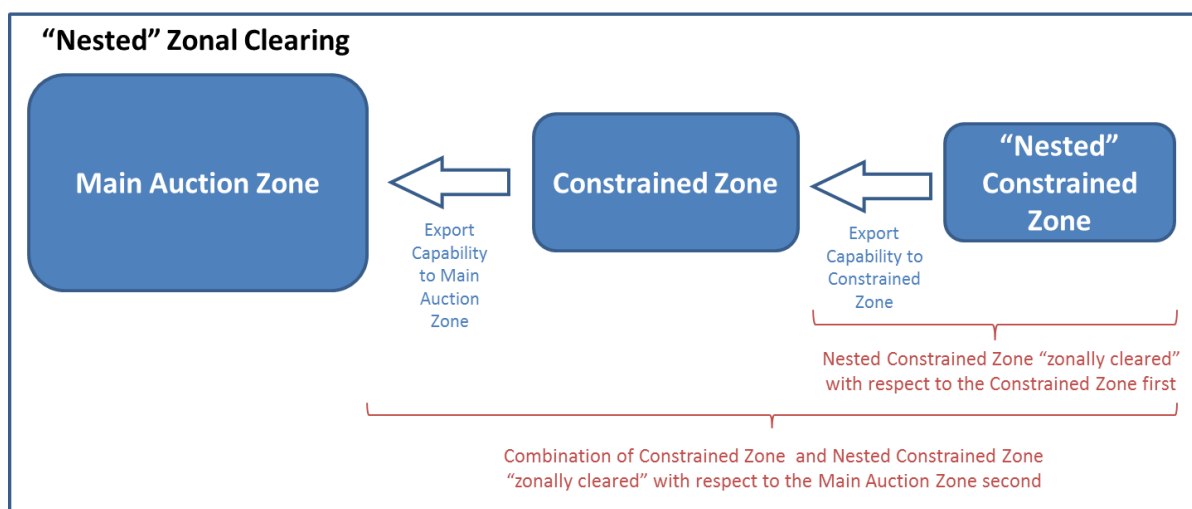 “Nested” Zonal Clearing
Main Auction Zone
Export
Capability
to Main
Auction
Zone
Constrained Zone
Export
Capability to
Constrained
Zone
“Nested”
Constrained
Zone
Nested Constrained Zone “zonally cleared”
with respect to the Constrained Zone first
Combination of Constrained Zone and Nested Constrained Zone
“zonally cleared” with respect to the Main Auction Zone second